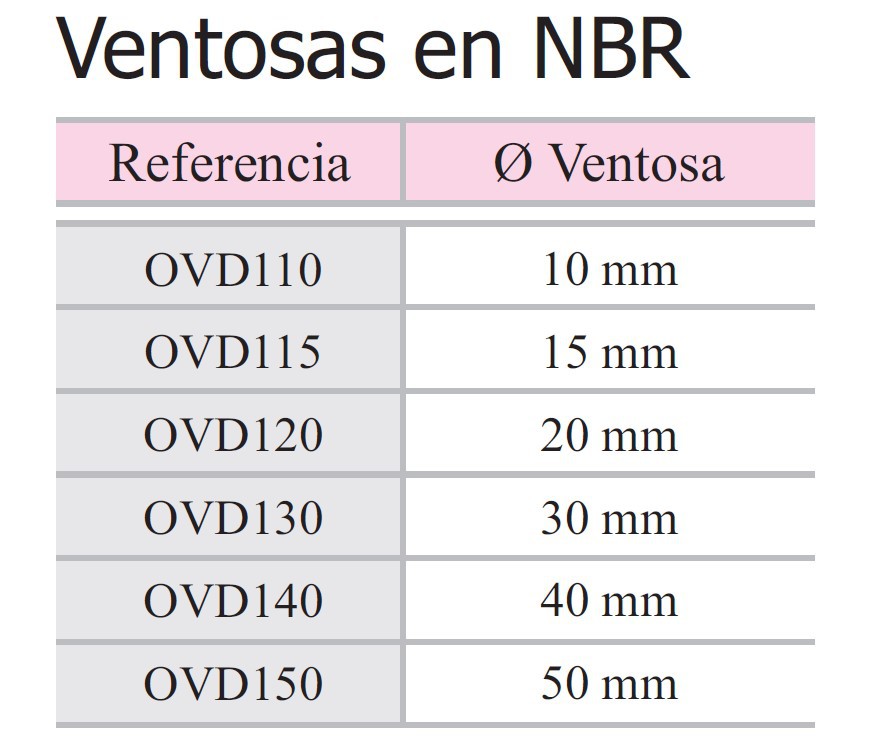 Ventosas en NBR
Referencia Ø Ventosa
OVD110 10 mm
OVD115 15 mm
OVD120 20 mm
OVD130 30 mm
OVD140 40 mm
OVD150 50 mm